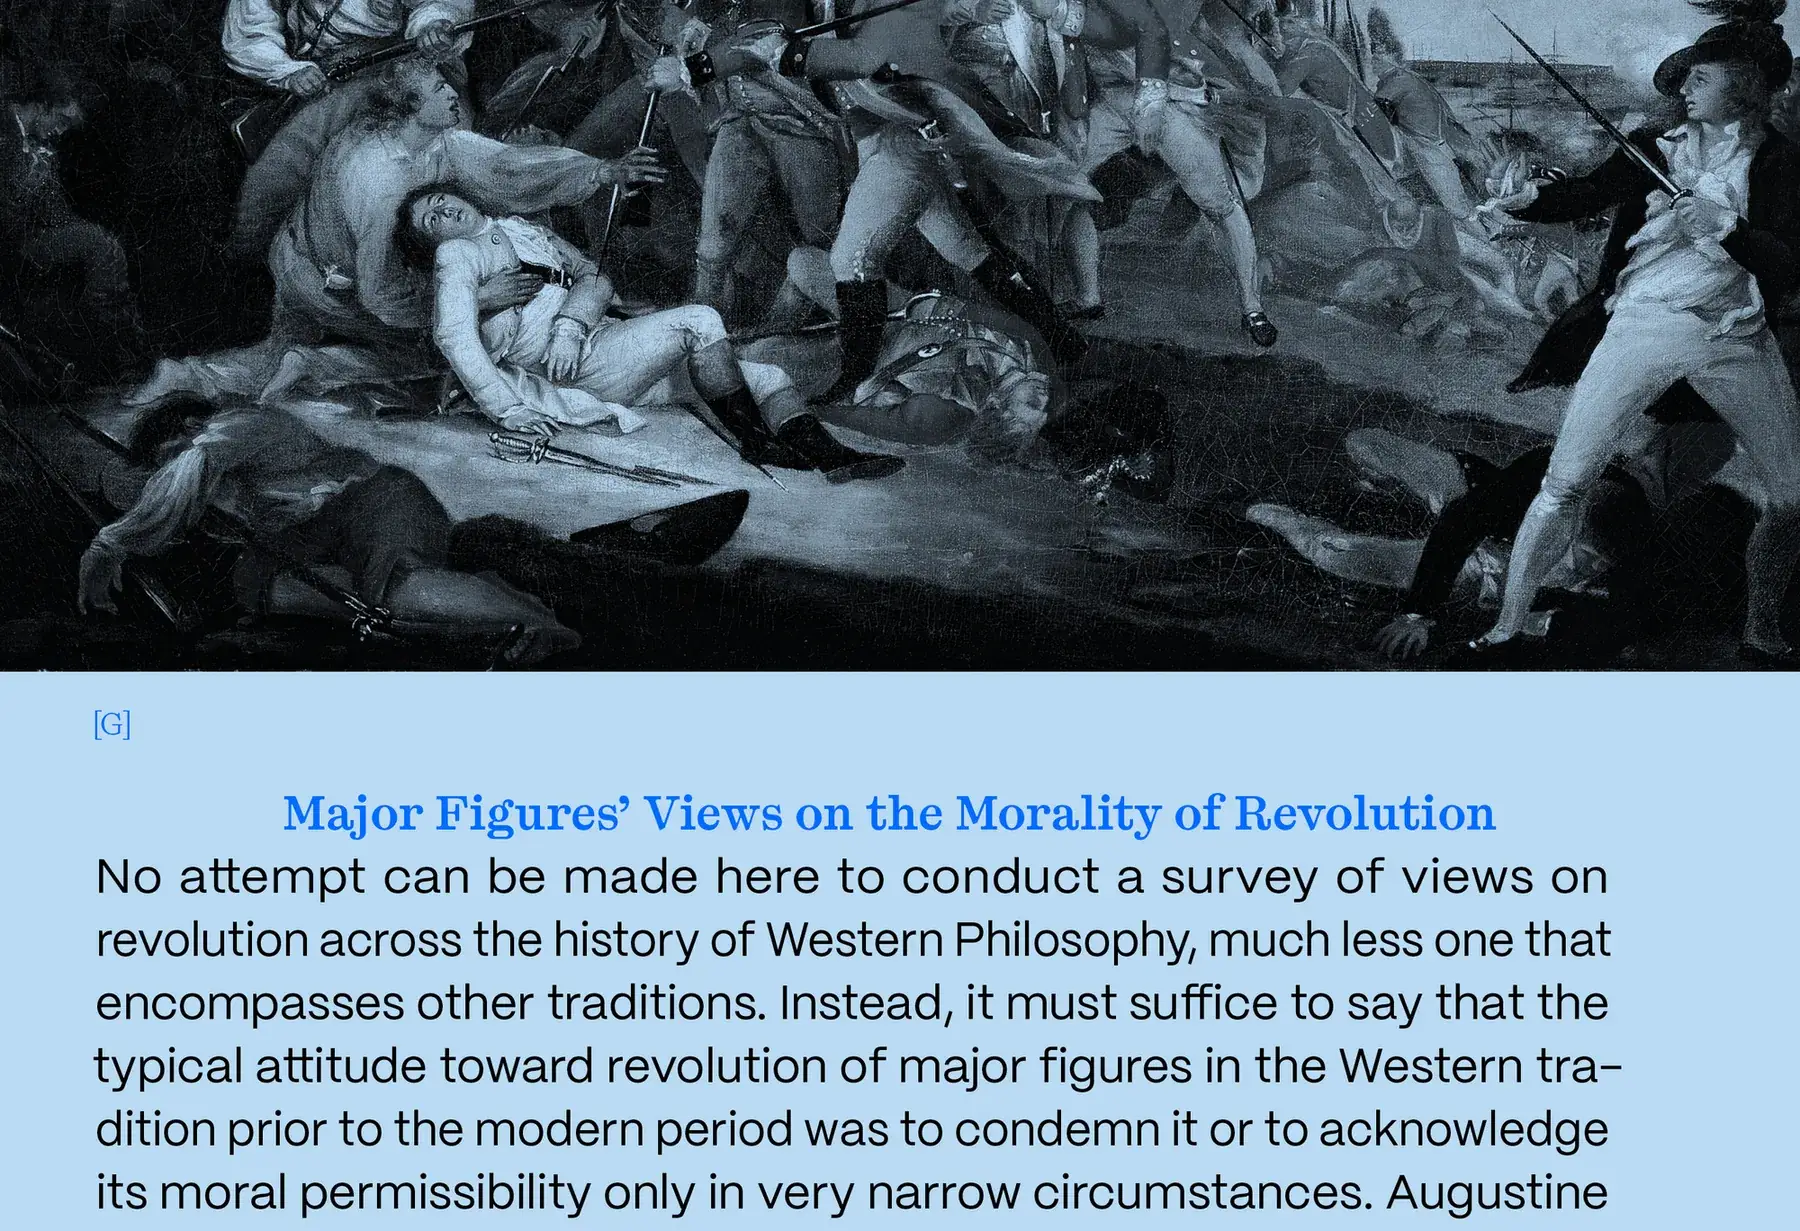 [G]
Major Figures’ Views on the Morality of Revolution
No attempt can be made here to conduct a survey of views on
revolution across the history of Western Philosophy, much less one that
encompasses other traditions. Instead, it must suffice to say that the
typical attitude toward revolution of major figures in the Western tra–
dition prior to the modern period was to condemn it or to acknowledge
its moral permissibility only in very narrow circumstances. Augustine